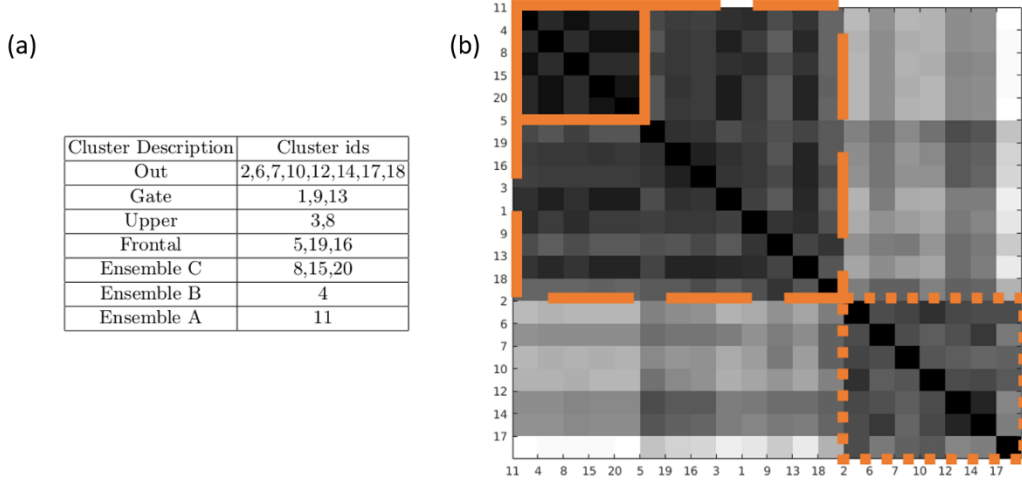 (a)
(b)
Cluster Description Cluster ids
Out 2,6,7,10,12,14,17,18
Gate 1,9,13
Upper 3,8
Frontal 5,19,16
Ensemble C 8,15,20
Ensemble B 4
Ensemble A 11
11
4
8
15
20
5
19
16
3
1
9
13
18
2
6
7
10
12
14
17
11 4 8 15 20 5 19 16 3 1 9 13 18 2 6 7 10 12 14 17